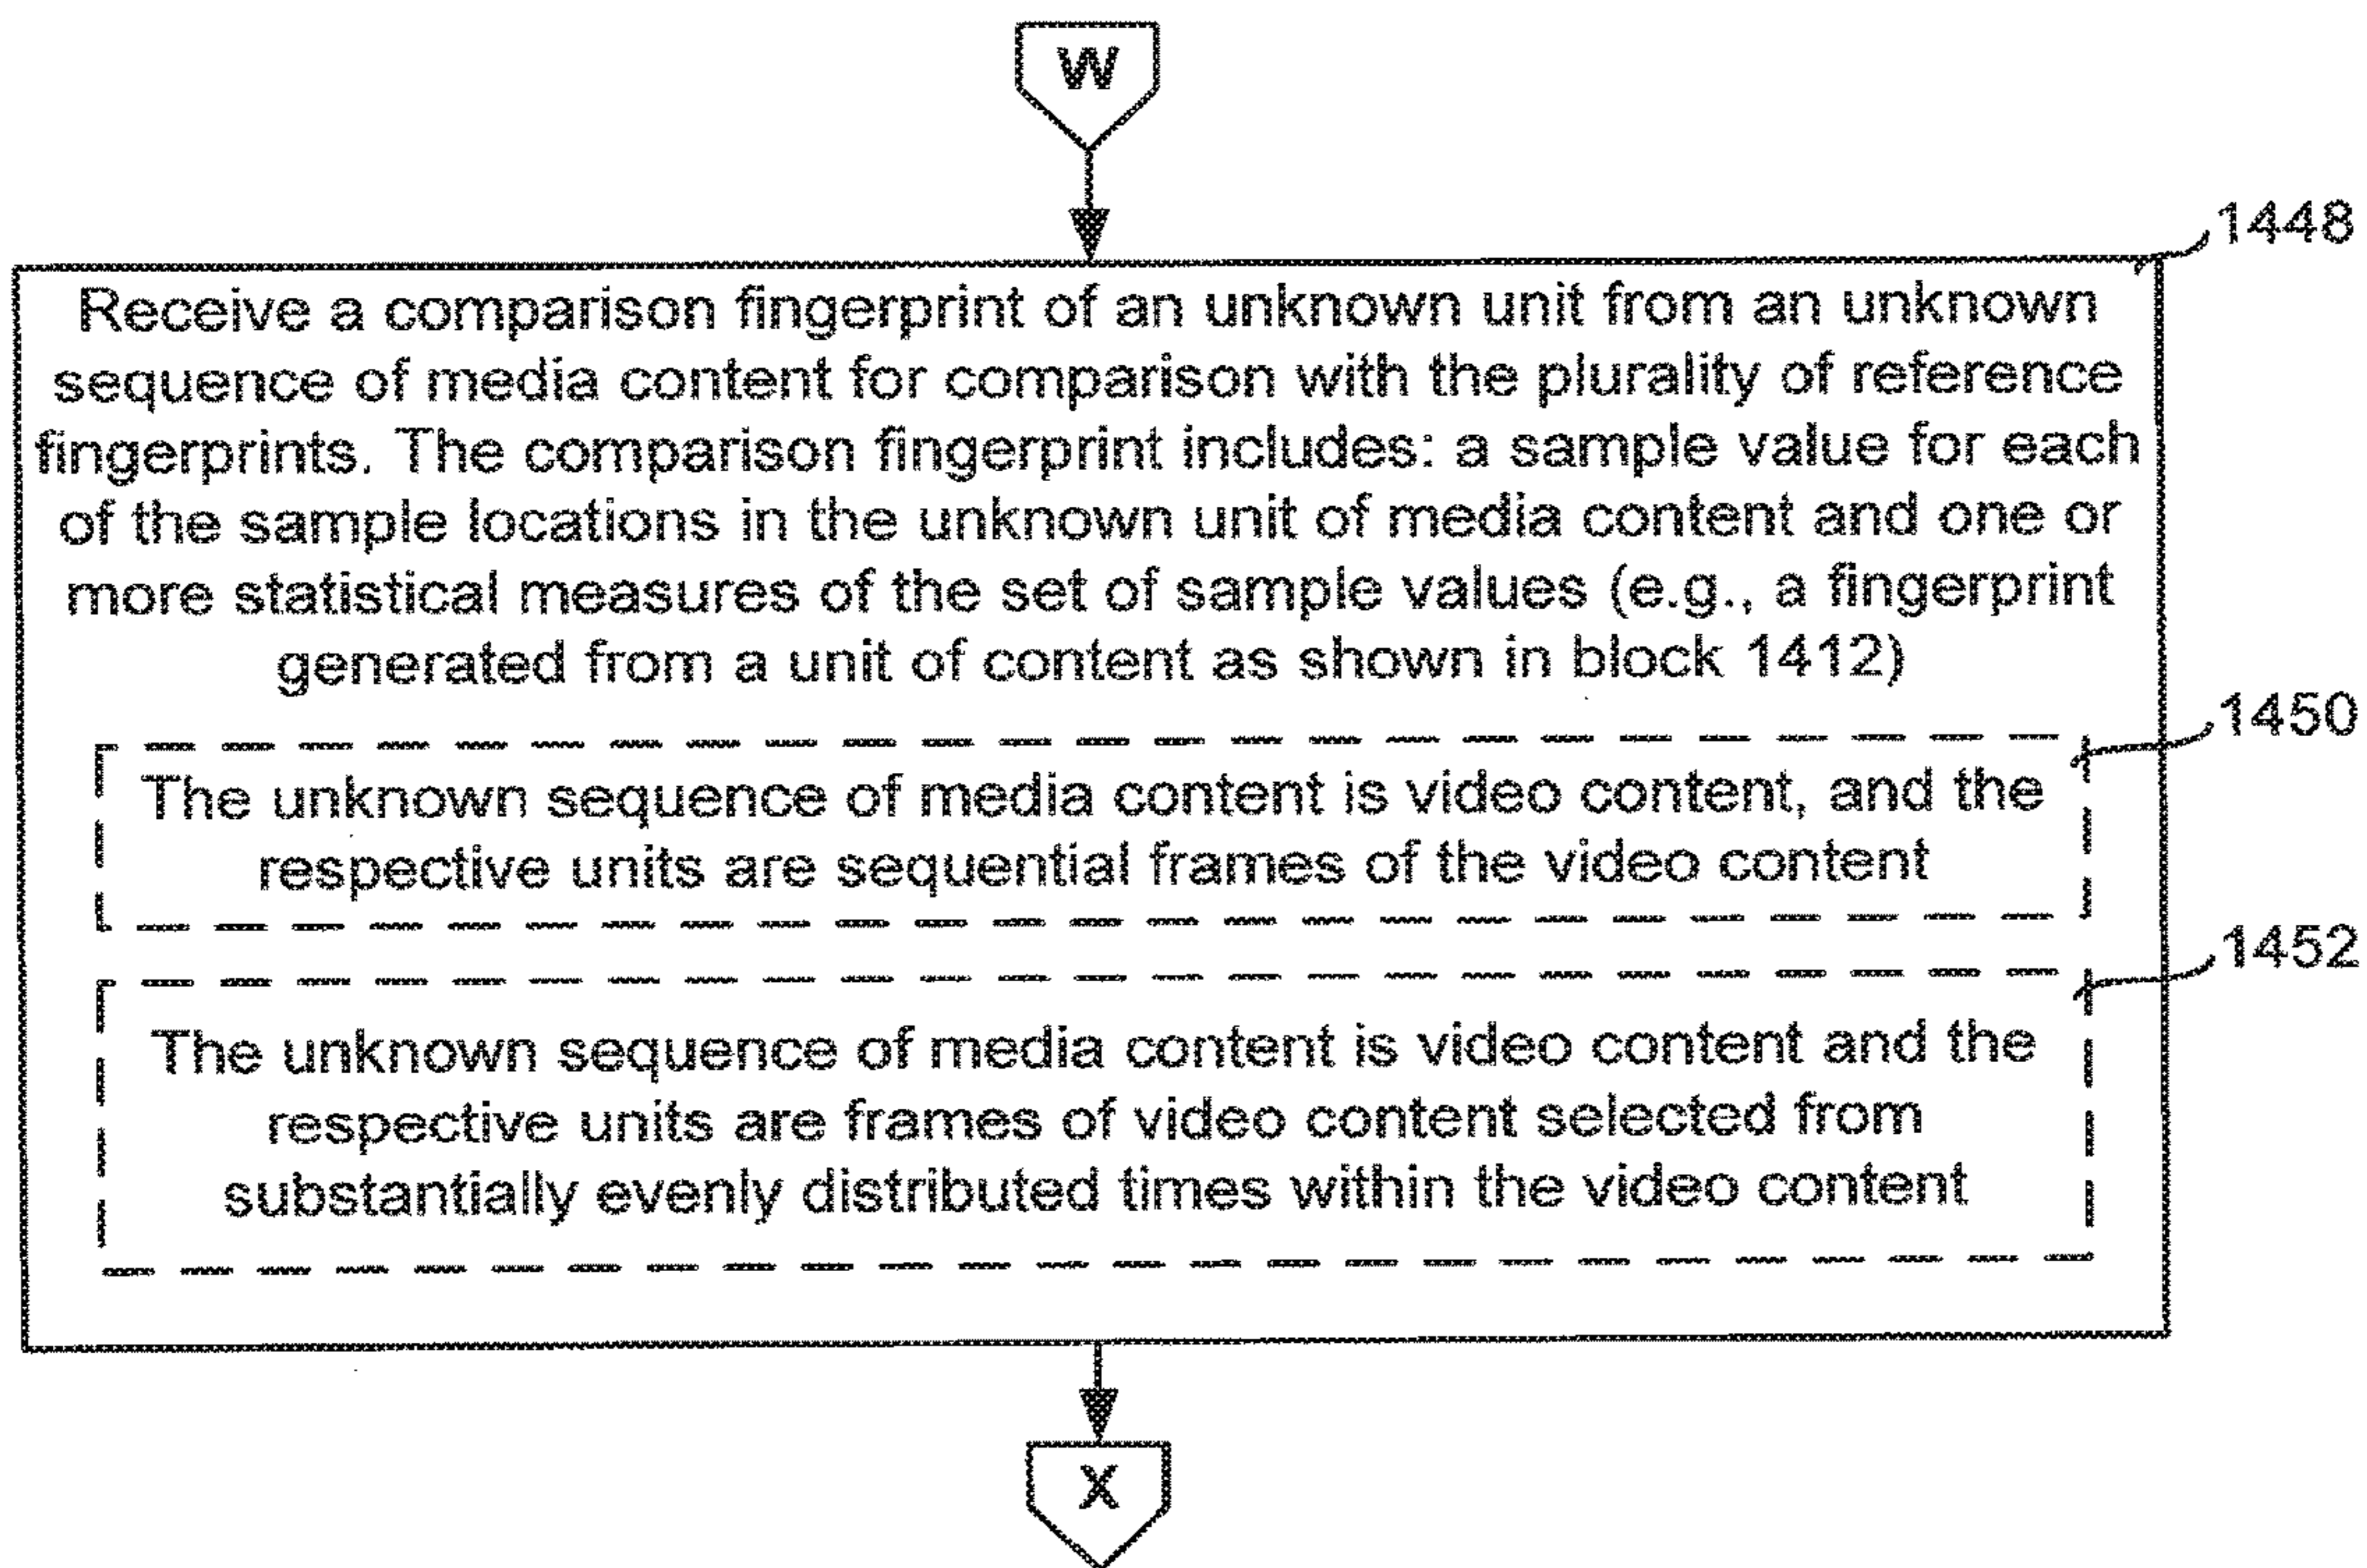 W
1448
Receive a comparison fingerprint of an unknown unit from an unknown
sequence of media content for comparison with the plurality of reference
fingerprints. The comparison fingerprint includes: a sample value for each
of the sample locations in the unknown unit of media content and one or
more statistical measures of the set of sample values (e.g., a fingerprint
generated from a unit of content as shown in block 1412)
1450
The unknown sequence of media content is video content, and the
respective units are sequential frames of the video content
1452
The unknown sequence of media content is video content and the
respective units are frames of video content selected from
substantially evenly distributed times within the video content
X